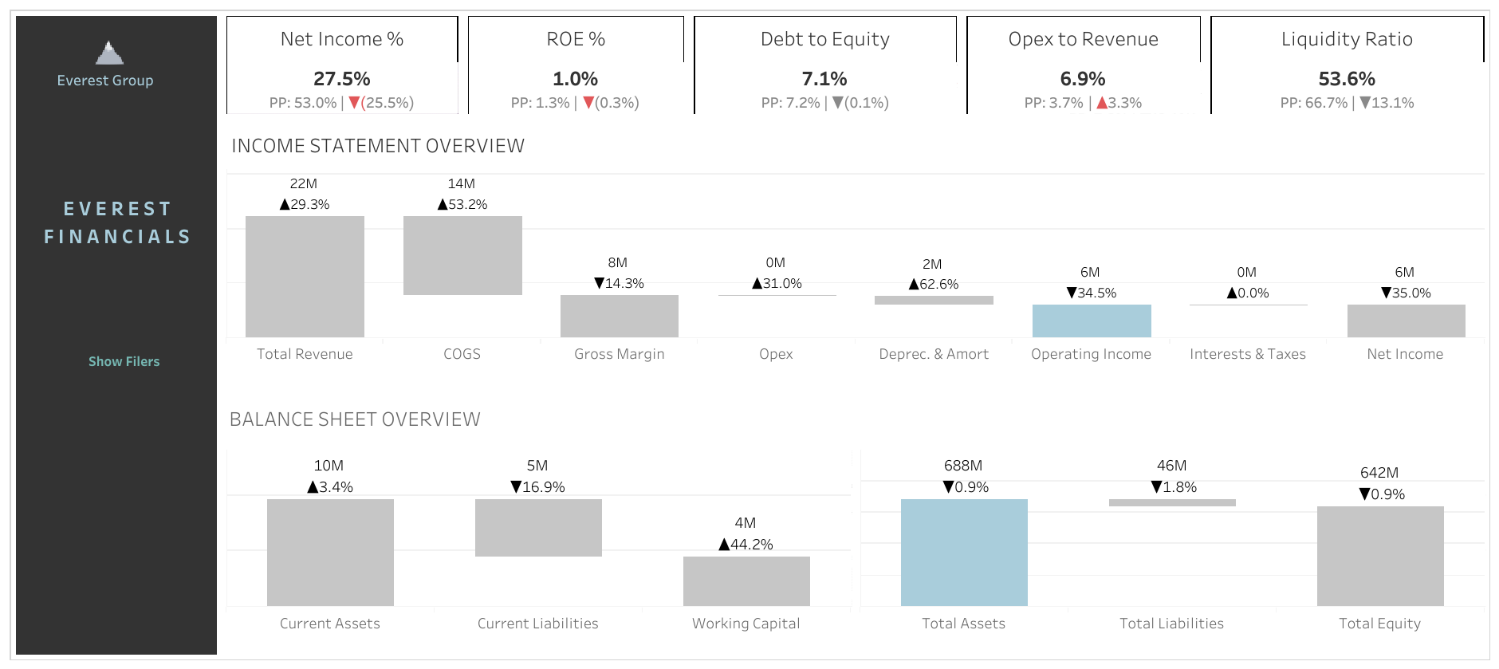 Everest Group
EVEREST
FINANCIALS
Show Filers
Net Income %
27.5%
PP: 53.0% | ▼(25.5%)
ROE %
1.0%
PP: 1.3% | ▼(0.3%)
Debt to Equity
7.1%
PP: 7.2% | ▼(0.1%)
Opex to Revenue
6.9%
PP: 3.7% | ▲3.3%
Liquidity Ratio
53.6%
PP: 66.7% | ▼13.1%
INCOME STATEMENT OVERVIEW
22M
▲29.3%
Total Revenue
14M
▲53.2%
COGS
8M
▼14.3%
Gross Margin
0M
▲31.0%
Opex
2M
▲62.6%
Deprec. & Amort
6M
▼34.5%
Operating Income
0M
▲0.0%
Interests & Taxes
6M
▼35.0%
Net Income
BALANCE SHEET OVERVIEW
10M
▲3.4%
Current Assets
5M
▼16.9%
Current Liabilities
4M
▲44.2%
Working Capital
688M
▼0.9%
Total Assets
46M
▼1.8%
Total Liabilities
642M
▼0.9%
Total Equity